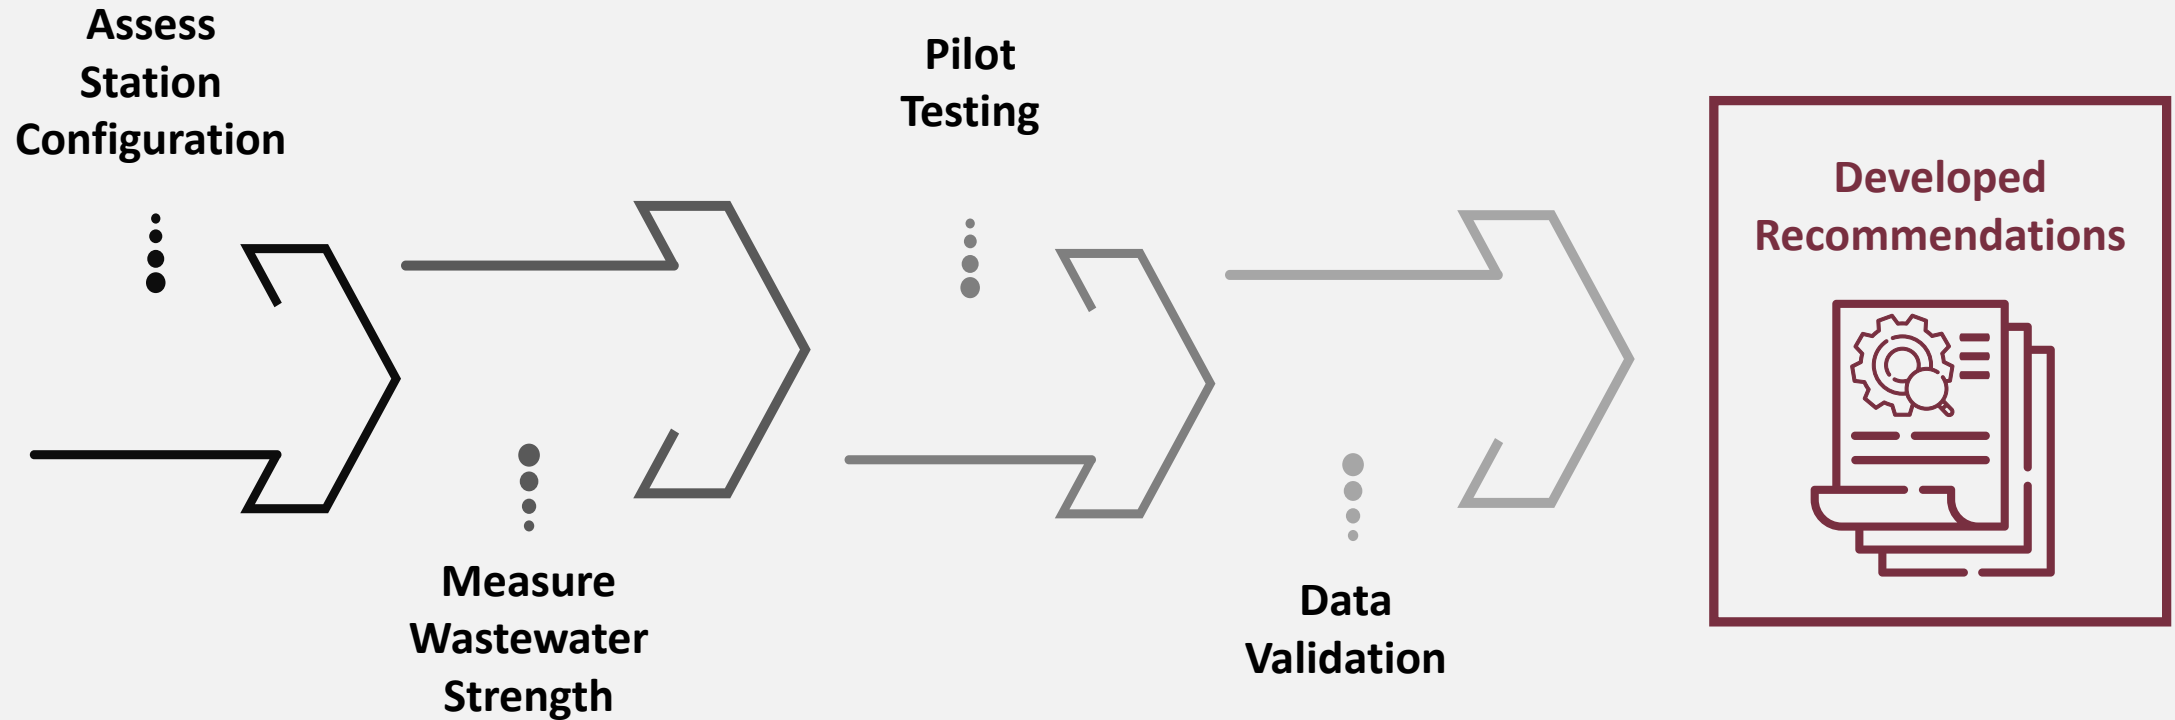 Assess
Station
Configuration
Measure
Wastewater
Strength
Pilot
Testing
Data
Validation
Developed
Recommendations